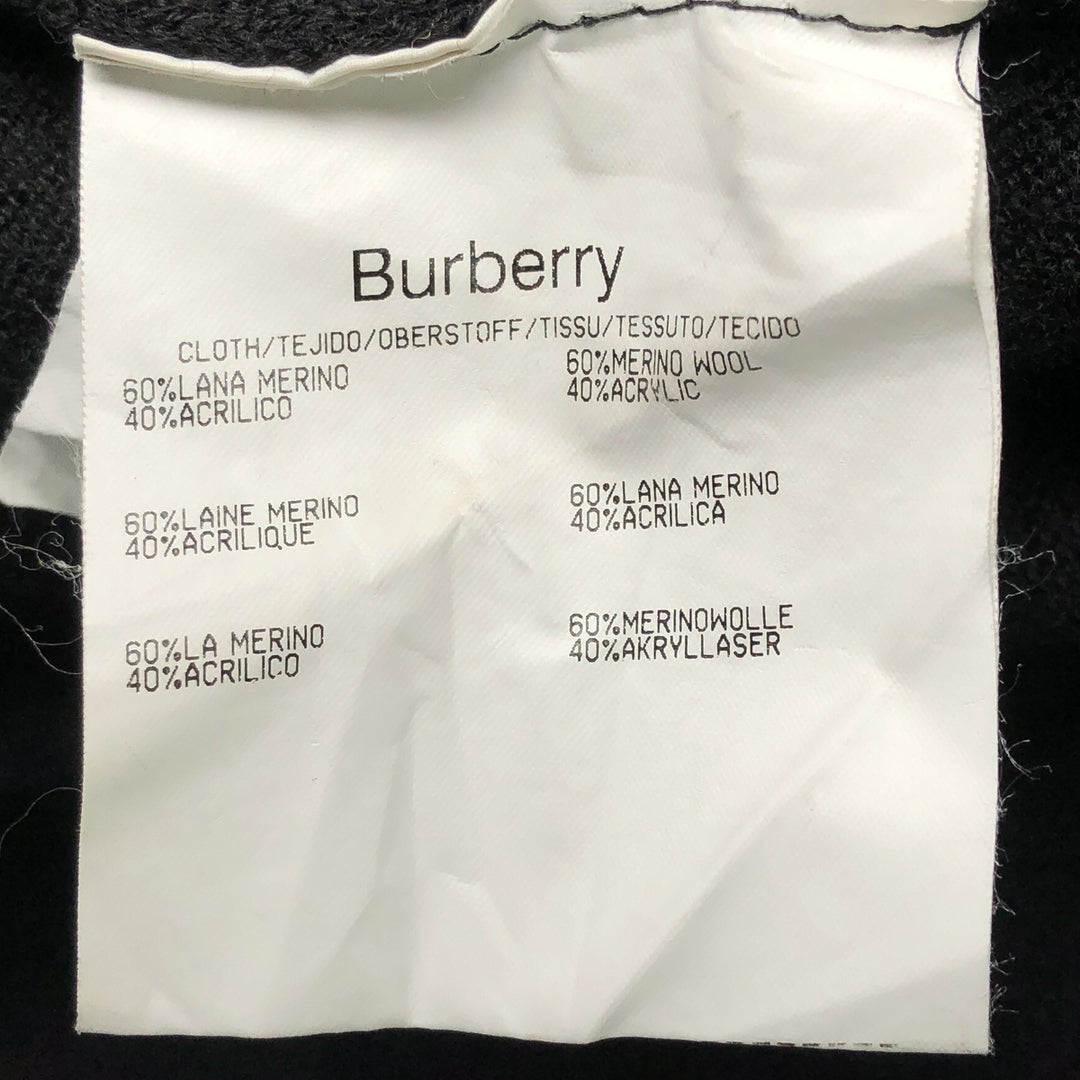 Burberry
CLOTH/TEJIDO/OBERSTOFF/TISSU/TESSUTO/TECIDO
60%LANA MERINO
40%ACRILICO
60%MERINO WOOL
40%ACRYLIC
60%LAINE MERINO
40%ACRILIQUE
60%LANA MERINO
40%ACRILICA
60%LA MERINO
40%ACRILICO
60%MERINOWOLLE
40%AKRYLLASER